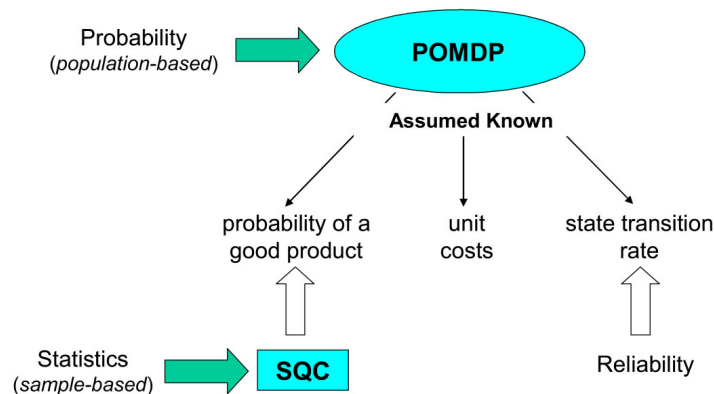 Probability
(population-based)
POMDP
Assumed Known
probability of a
good product
unit
costs
state transition
rate
Statistics
(sample-based)
SQC
Reliability